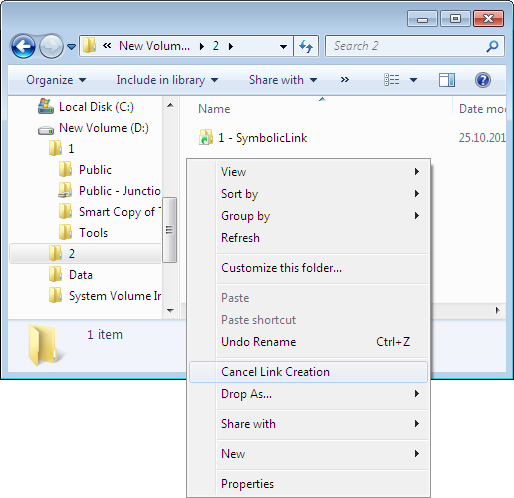 « New Volum... 2
Search 2
Organize Include in library Share with »
Local Disk (C:)
New Volume (D:)
1
Public
Public - Junctio
Smart Copy of T
Tools
2
Data
System Volume Ir
Name Date mod
1 - SymbolicLink 25.10.201
1 item
View
Sort by
Group by
Refresh
Customize this folder...
Paste
Paste shortcut
Undo Rename Ctrl+Z
Cancel Link Creation
Drop As...
Share with
New
Properties